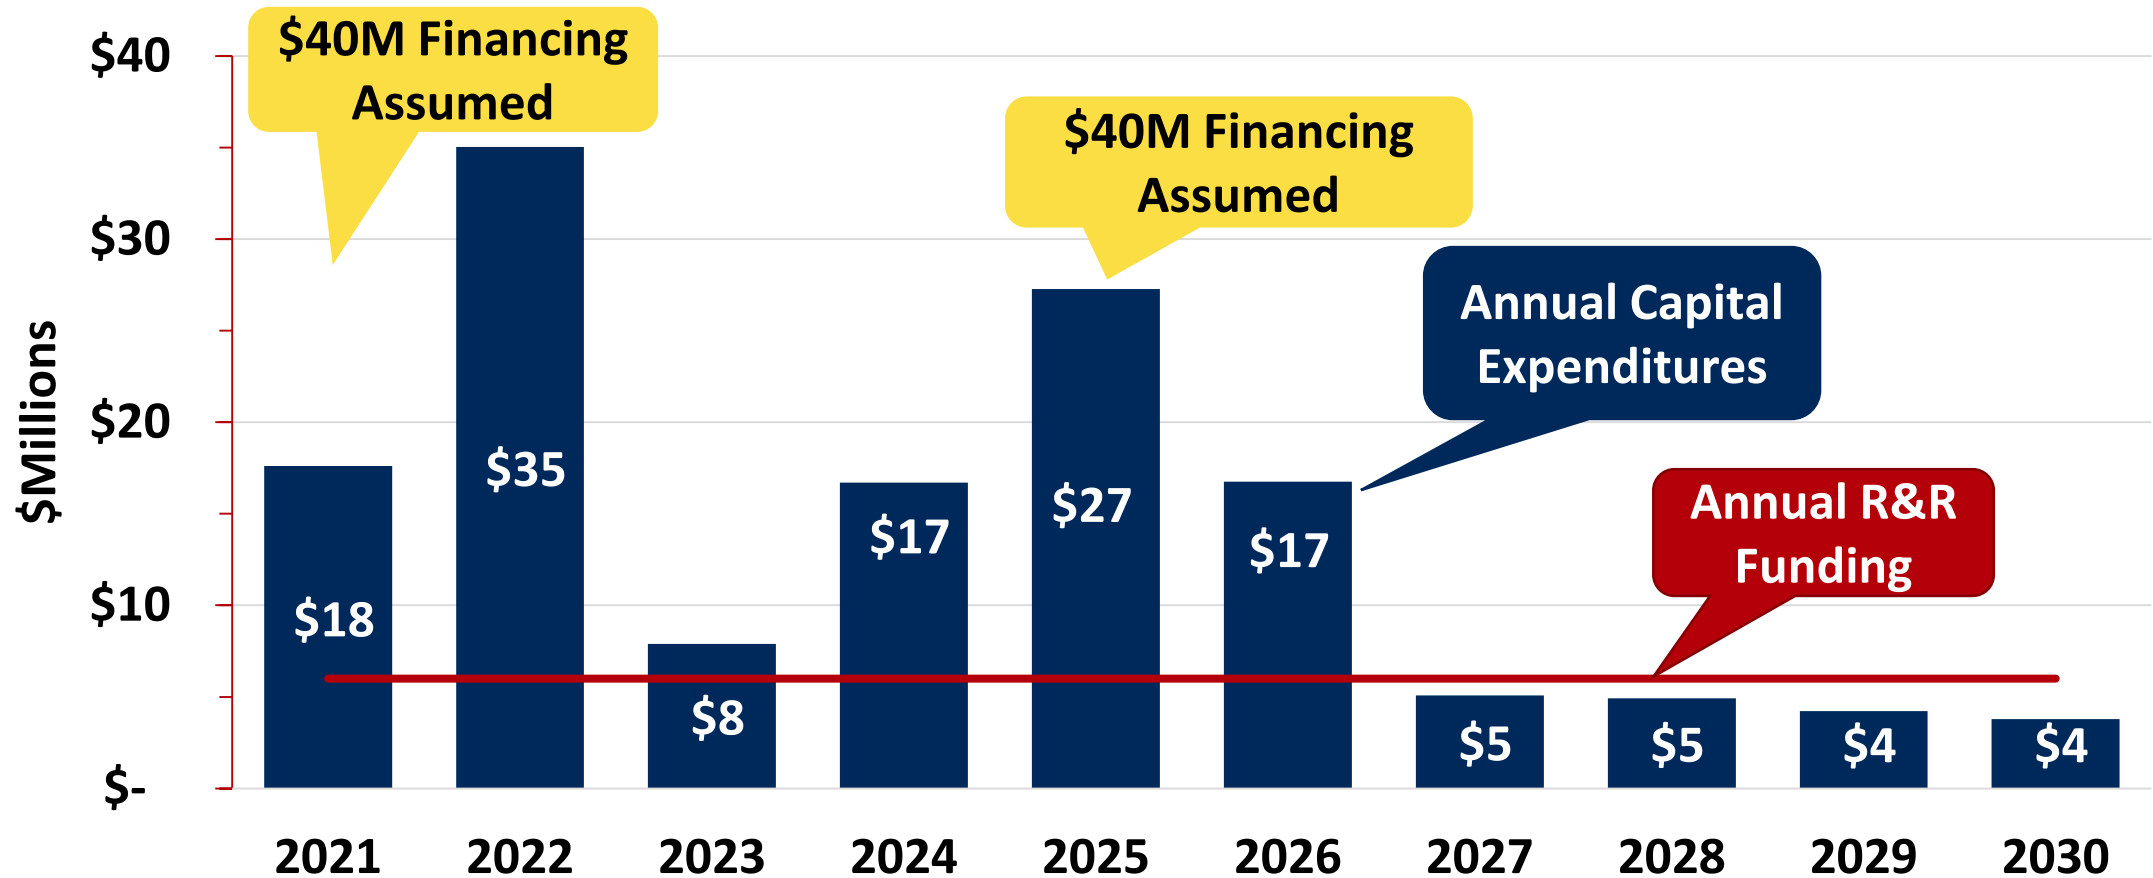 $40M Financing
Assumed
$40M Financing
Assumed
Annual Capital
Expenditures
Annual R&R
Funding
$Millions
$40
$30
$20
$10
$-
$18
$35
$8
$17
$27
$17
$5
$5
$4
$4
2021 2022 2023 2024 2025 2026 2027 2028 2029 2030